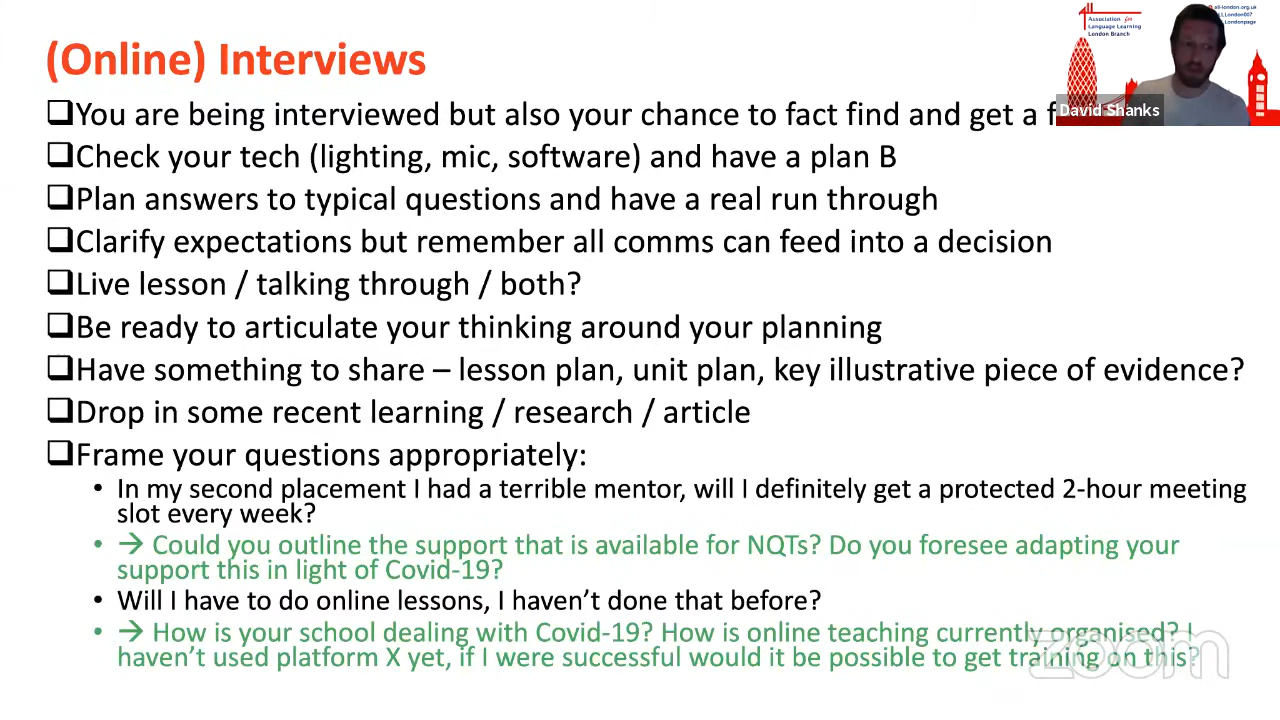 (Online) Interviews
Association for
Language Learning
London Branch
all-london.org.uk
David Shanks
❑You are being interviewed but also your chance to fact find and get a
❑Check your tech (lighting, mic, software) and have a plan B
❑Plan answers to typical questions and have a real run through
❑Clarify expectations but remember all comms can feed into a decision
❑Live lesson / talking through / both?
❑Be ready to articulate your thinking around your planning
❑Have something to share – lesson plan, unit plan, key illustrative piece of evidence?
❑Drop in some recent learning / research / article
❑Frame your questions appropriately:
• In my second placement I had a terrible mentor, will I definitely get a protected 2-hour meeting
slot every week?
• → Could you outline the support that is available for NQTs? Do you foresee adapting your
support this in light of Covid-19?
• Will I have to do online lessons, I haven't done that before?
• → How is your school dealing with Covid-19? How is online teaching currently organised? I
haven't used platform X yet, if I were successful would it be possible to get training on this?
zoom